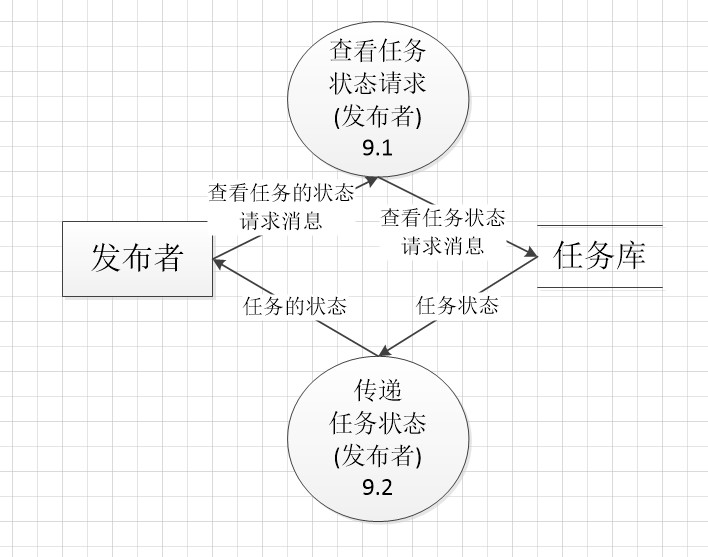 查看任务
状态请求
(发布者)
9.1
查看任务的状态
请求消息
查看任务状态
请求消息
发布者
任务库
任务的状态
任务状态
传递
任务状态
(发布者)
9.2